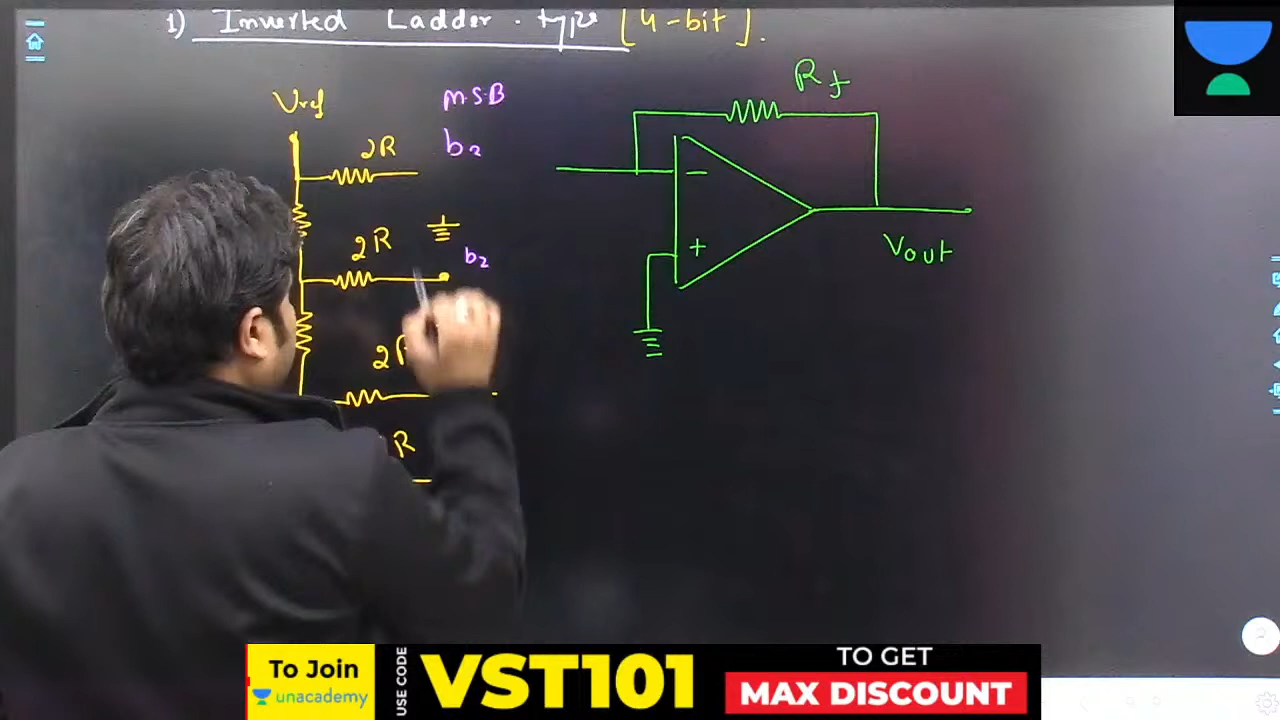 1) Inverted Ladder-type [4-bit].
Vref
M.S.B
2R
b2
2R
b2
2R
R
Rf
−
+
Vout
To Join
unacademy
USE CODE
VST101
TO GET
MAX DISCOUNT